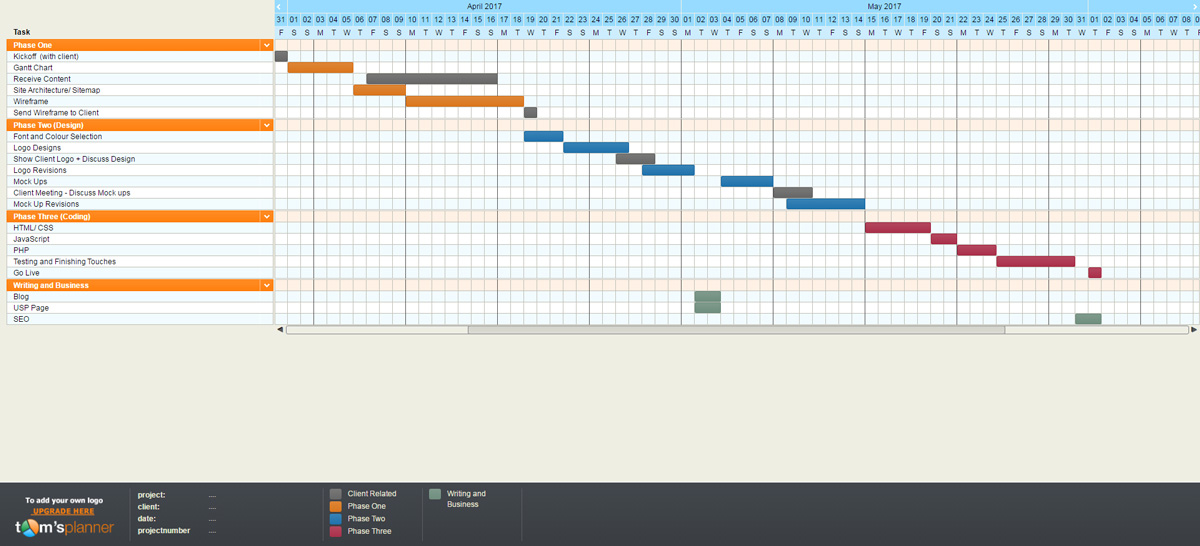 April 2017 May 2017
31 01 02 03 04 05 06 07 08 09 10 11 12 13 14 15 16 17 18 19 20 21 22 23 24 25 26 27 28 29 30 01 02 03 04 05 06 07 08 09 10 11 12 13 14 15 16 17 18 19 20 21 22 23 24 25 26 27 28 29 30 31 01 02 03 04 05 06 07 08
Task F S S M T W T F S S M T W T F S S M T W T F S S M T W T F S S M T W T F S S M T W T F S S M T W T F S S M T W T F S S M T W T F S S M T W T
Phase One
Kickoff (with client)
Gantt Chart
Receive Content
Site Architecture/ Sitemap
Wireframe
Send Wireframe to Client
Phase Two (Design)
Font and Colour Selection
Logo Designs
Show Client Logo + Discuss Design
Logo Revisions
Mock Ups
Client Meeting - Discuss Mock ups
Mock Up Revisions
Phase Three (Coding)
HTML/ CSS
JavaScript
PHP
Testing and Finishing Touches
Go Live
Writing and Business
Blog
USP Page
SEO
To add your own logo
UPGRADE HERE
tom'splanner
project: ....
client: ....
date: ....
projectnumber ....
Client Related
Phase One
Phase Two
Phase Three
Writing and
Business